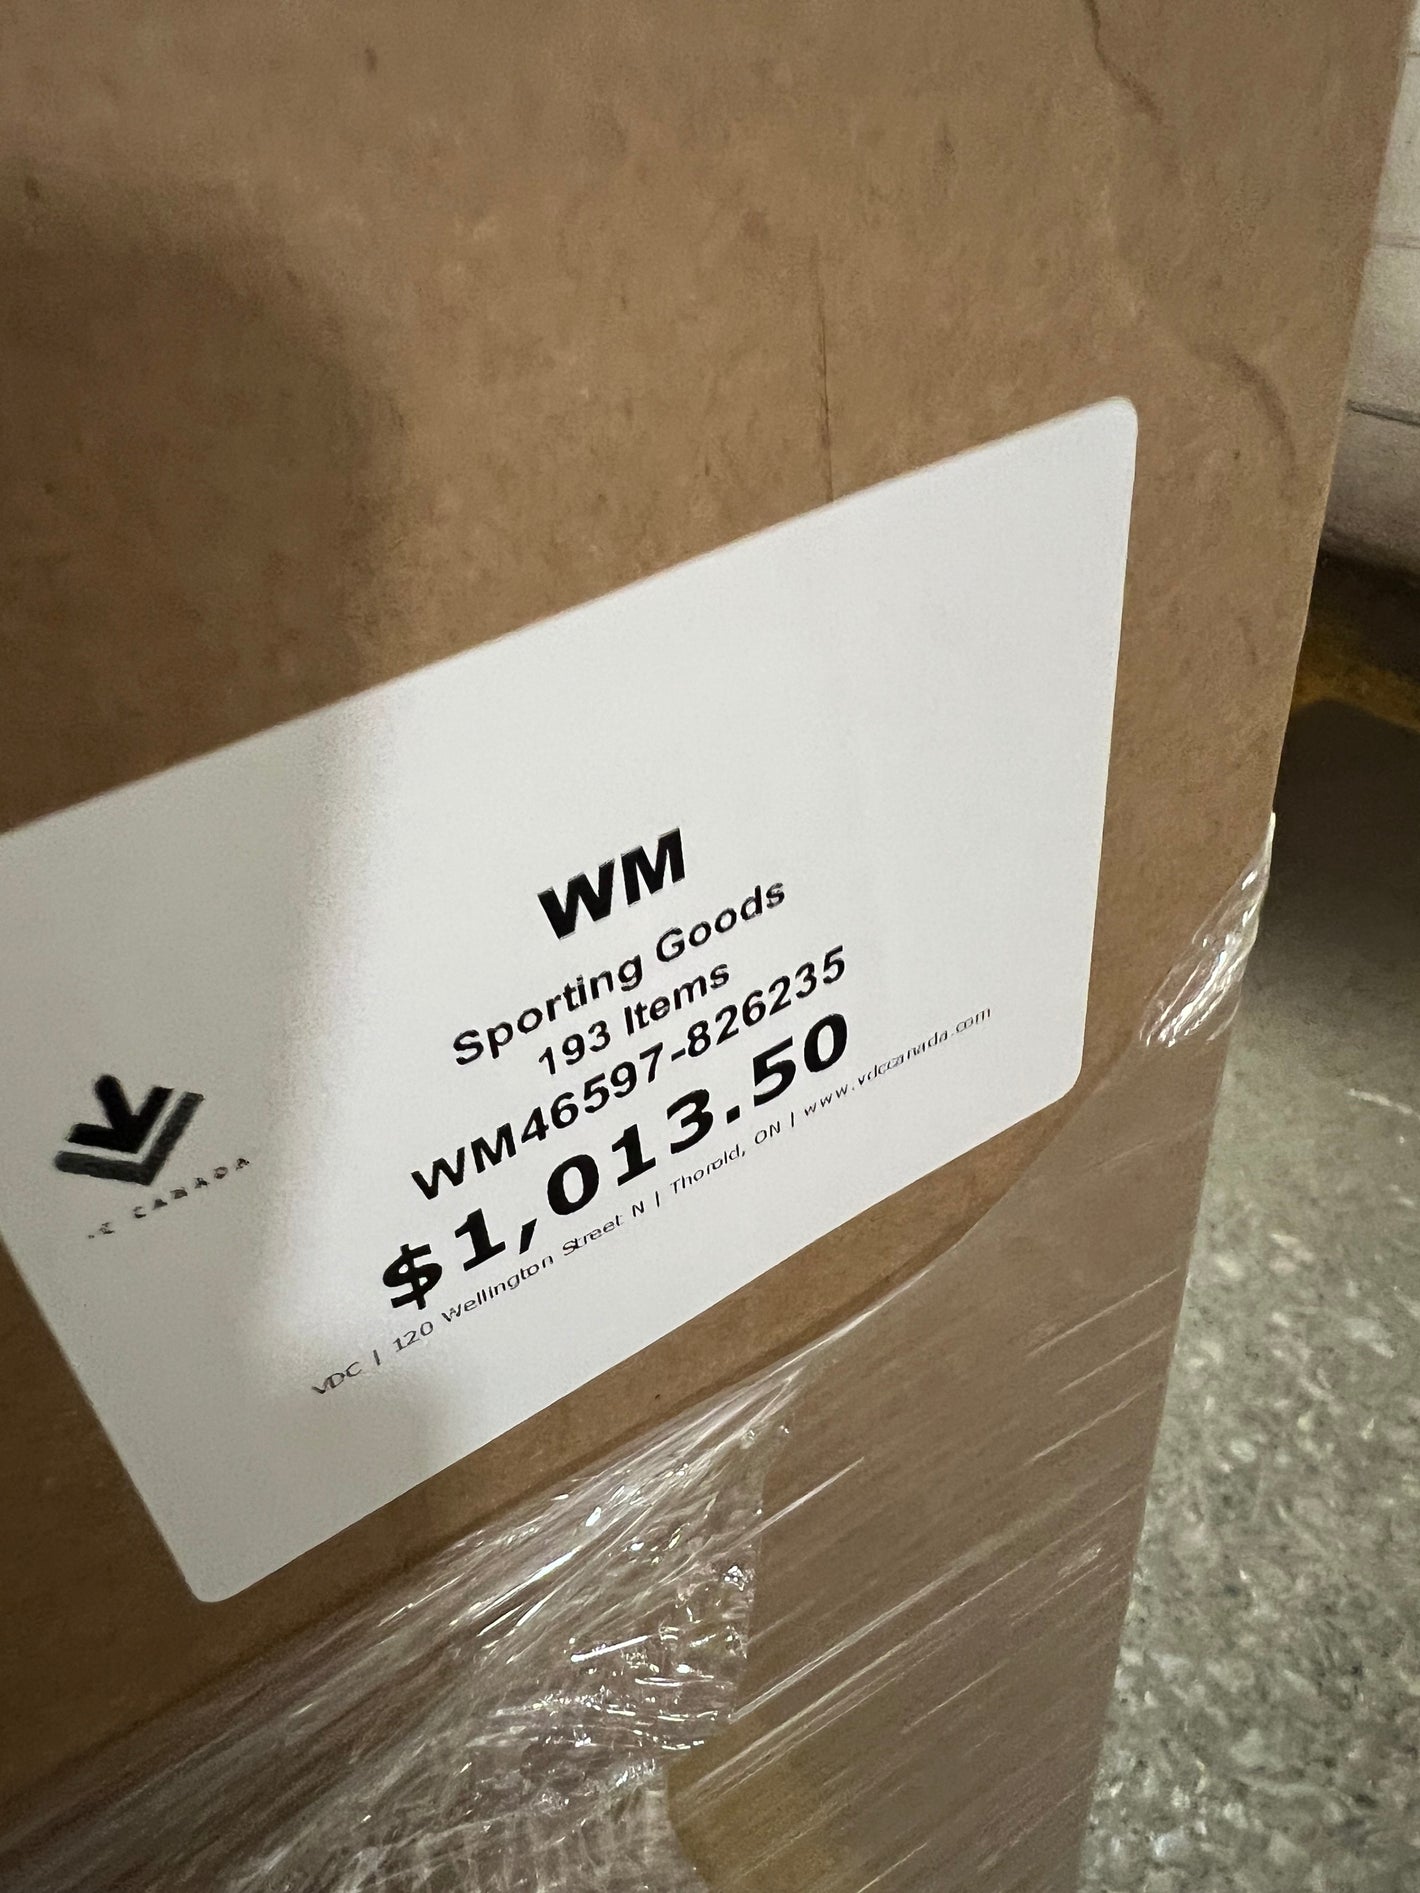 WM
Sporting Goods
193 Items
WM46597-826235
$1,013.50
VDC | 120 Wellington Street N | Thorold, ON | www.vdccanada.com
CANADA